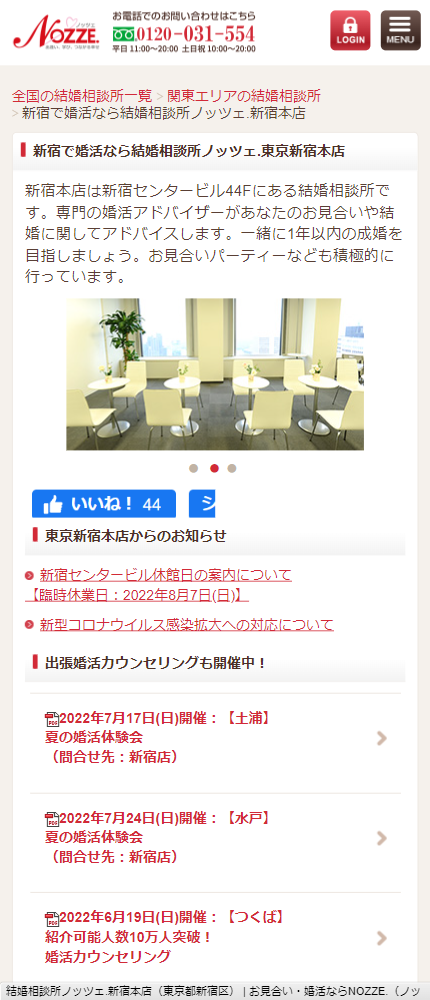 NOZZE.
ノッツェ
出逢い、学び、つながる幸せ
お電話でのお問い合わせはこちら
0120-031-554
平日 11:00～20:00 土日祝 10:00～20:00
LOGIN
MENU
全国の結婚相談所一覧 > 関東エリアの結婚相談所
> 新宿で婚活なら結婚相談所ノッツェ.新宿本店
新宿で婚活なら結婚相談所ノッツェ.東京新宿本店
新宿本店は新宿センタービル44Fにある結婚相談所で
す。専門の婚活アドバイザーがあなたのお見合いや結
婚に関してアドバイスします。一緒に1年以内の成婚を
目指しましょう。お見合いパーティーなども積極的に
行っています。
いいね！ 44
シ
東京新宿本店からのお知らせ
新宿センタービル休館日の案内について
【臨時休業日：2022年8月7日(日)】
新型コロナウイルス感染拡大への対応について
出張婚活カウンセリングも開催中！
2022年7月17日(日)開催：【土浦】
夏の婚活体験会
（問合せ先：新宿店）
2022年7月24日(日)開催：【水戸】
夏の婚活体験会
（問合せ先：新宿店）
2022年6月19日(日)開催：【つくば】
紹介可能人数10万人突破！
婚活カウンセリング
結婚相談所ノッツェ.新宿本店（東京都新宿区） | お見合い・婚活ならNOZZE.（ノッ